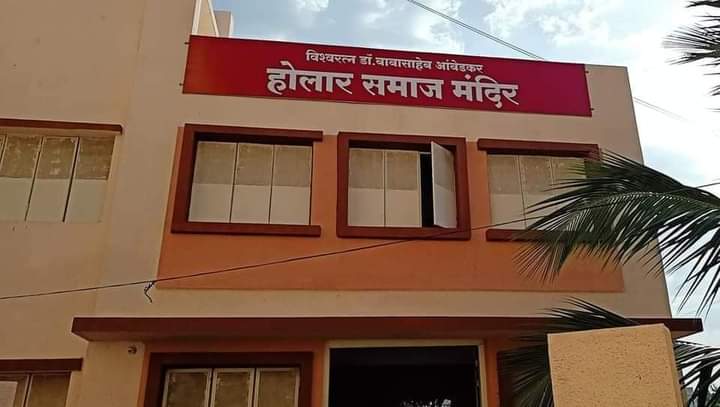 विश्वरत्न डॉ.बाबासाहेब आंबेडकर
होलार समाज मंदिर